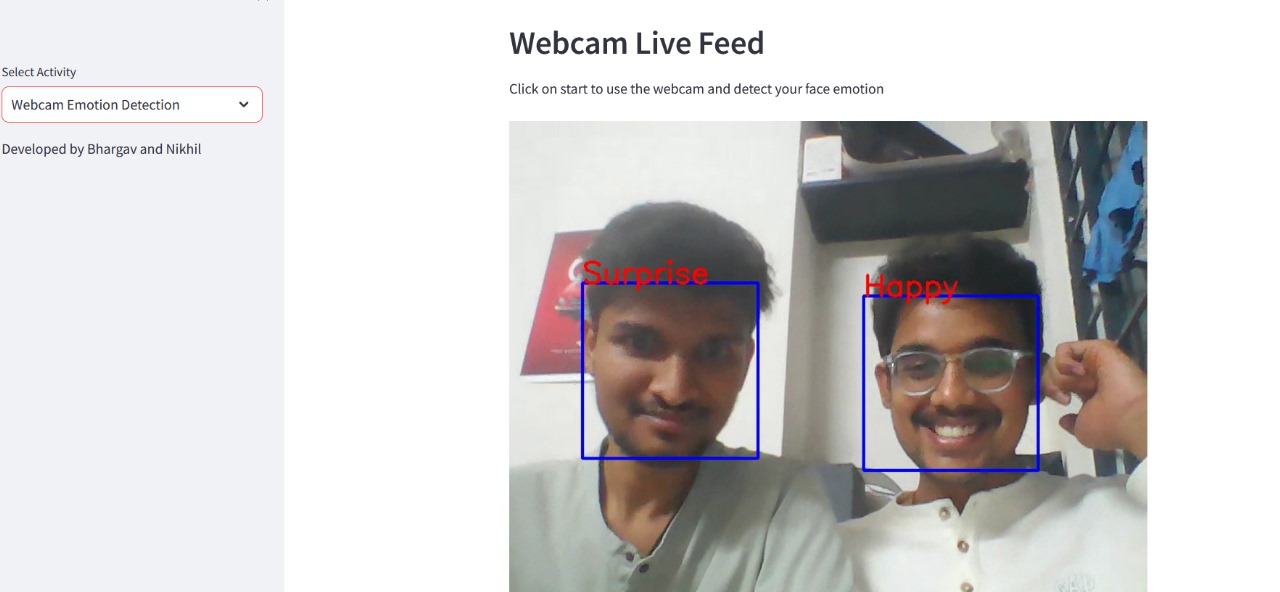 Select Activity
Webcam Emotion Detection
Developed by Bhargav and Nikhil
Webcam Live Feed
Click on start to use the webcam and detect your face emotion
Surprise
Happy